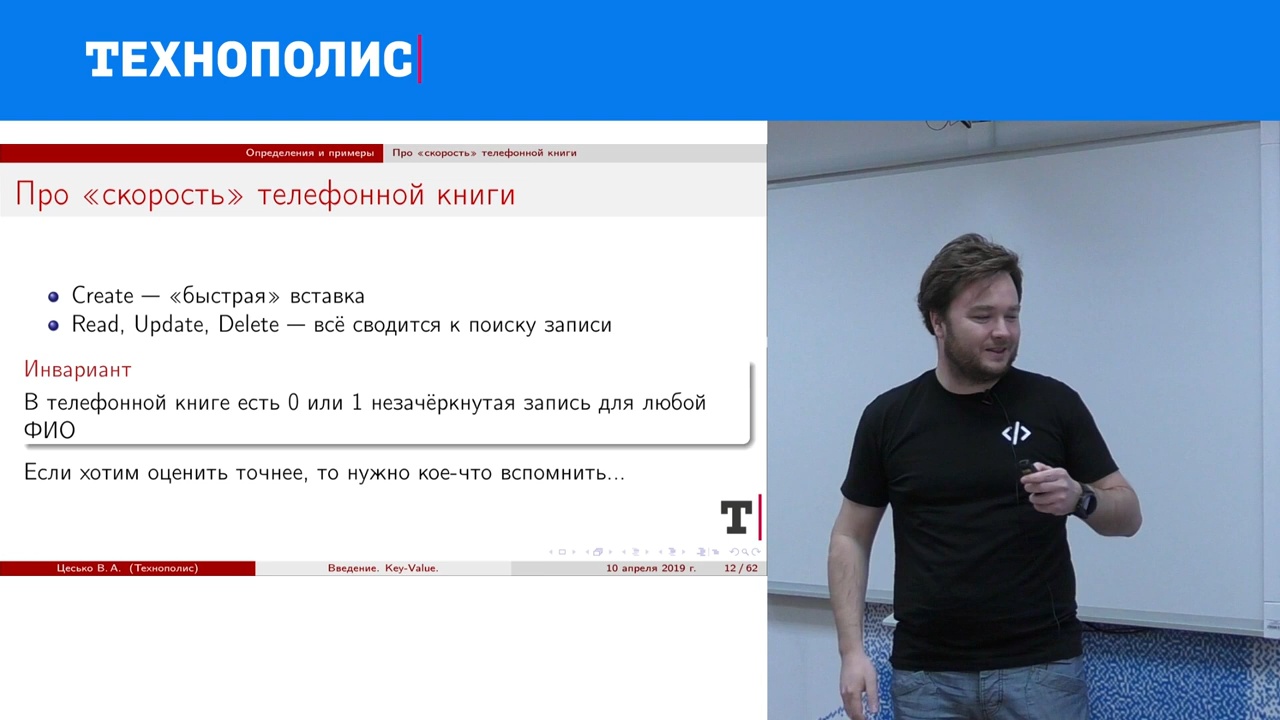 ТЕХНОПОЛИС
Определения и примеры Про «скорость» телефонной книги
Про «скорость» телефонной книги
Create — «быстрая» вставка
Read, Update, Delete — всё сводится к поиску записи
Инвариант
В телефонной книге есть 0 или 1 незачёркнутая запись для любой
ФИО
Если хотим оценить точнее, то нужно кое-что вспомнить...
Т
Цесько В. А. (Технополис) Введение. Key-Value. 10 апреля 2019 г. 12 / 62
</>